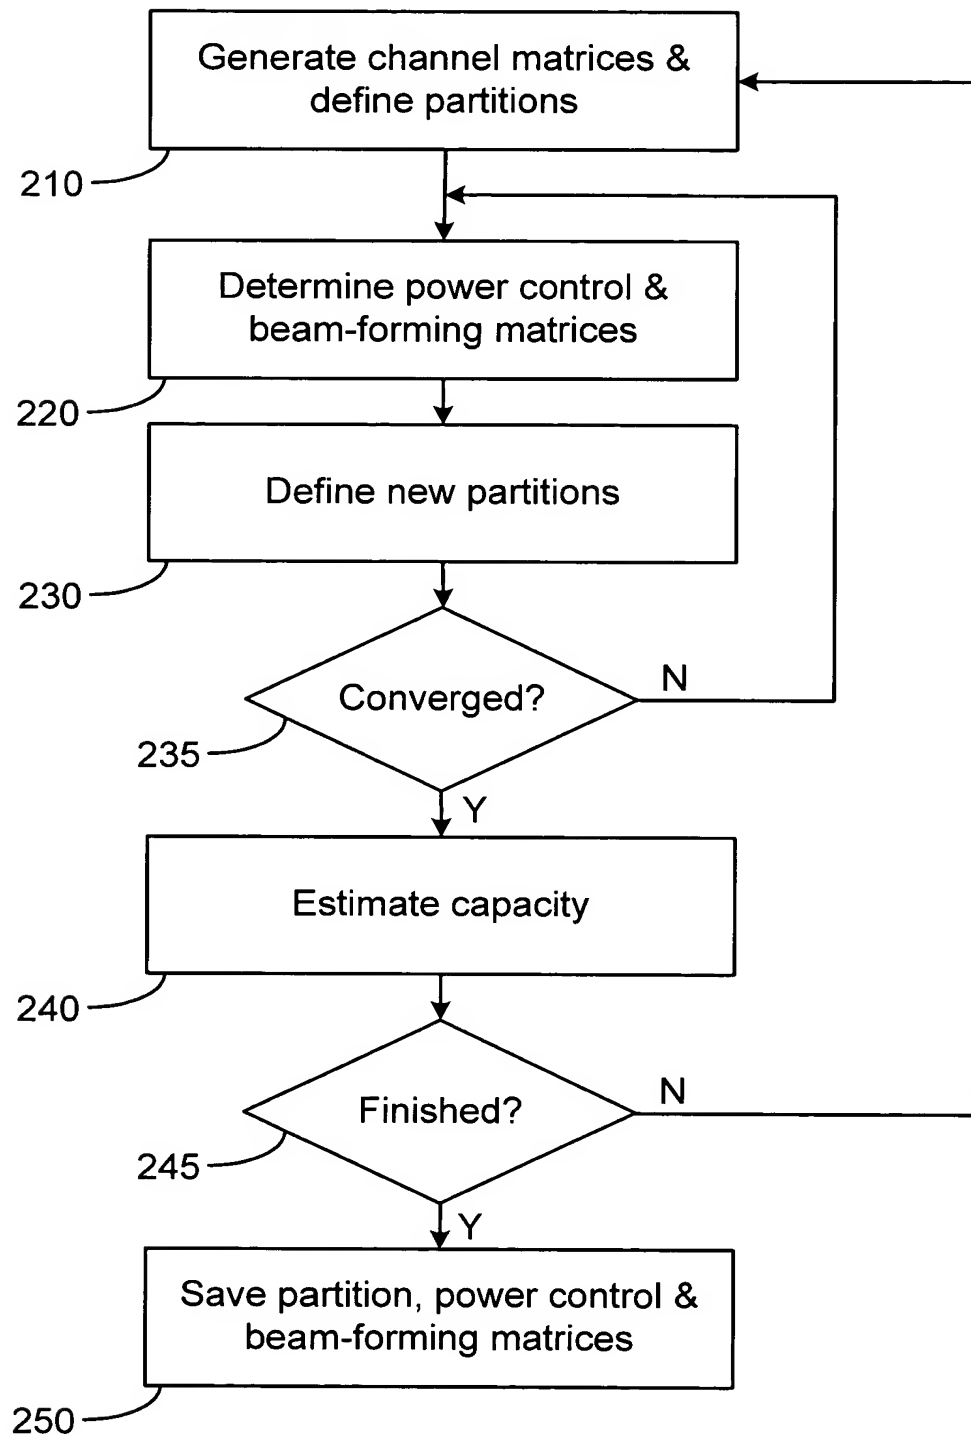 Generate channel matrices &
define partitions
210
Determine power control &
beam-forming matrices
220
Define new partitions
230
Converged?
N
235
Y
Estimate capacity
240
Finished?
N
245
Y
Save partition, power control &
beam-forming matrices
250